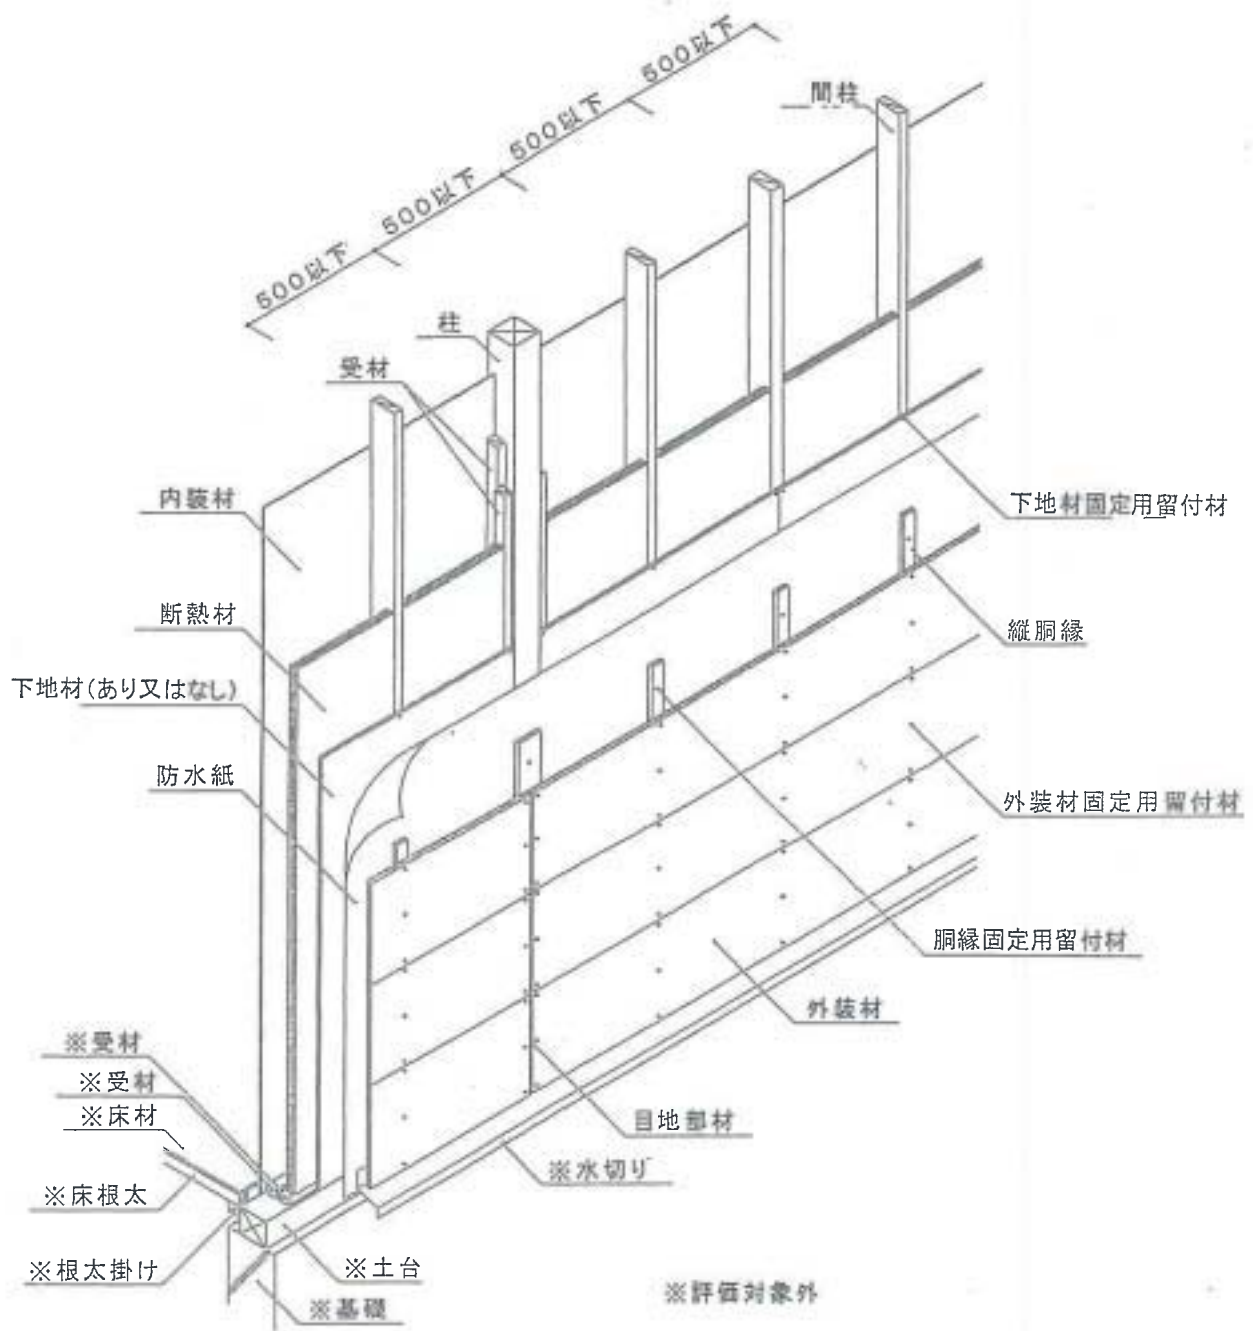 500以下
500以下
500以下
500以下
間柱
柱
受材
内装材
下地材固定用留付材
断熱材
縦胴縁
下地材(あり又はなし)
防水紙
外装材固定用留付材
胴縁固定用留付材
外装材
※受材
※受材
※床材
目地部材
※水切り
※床根太
※根太掛け
※土台
※基礎
※評価対象外